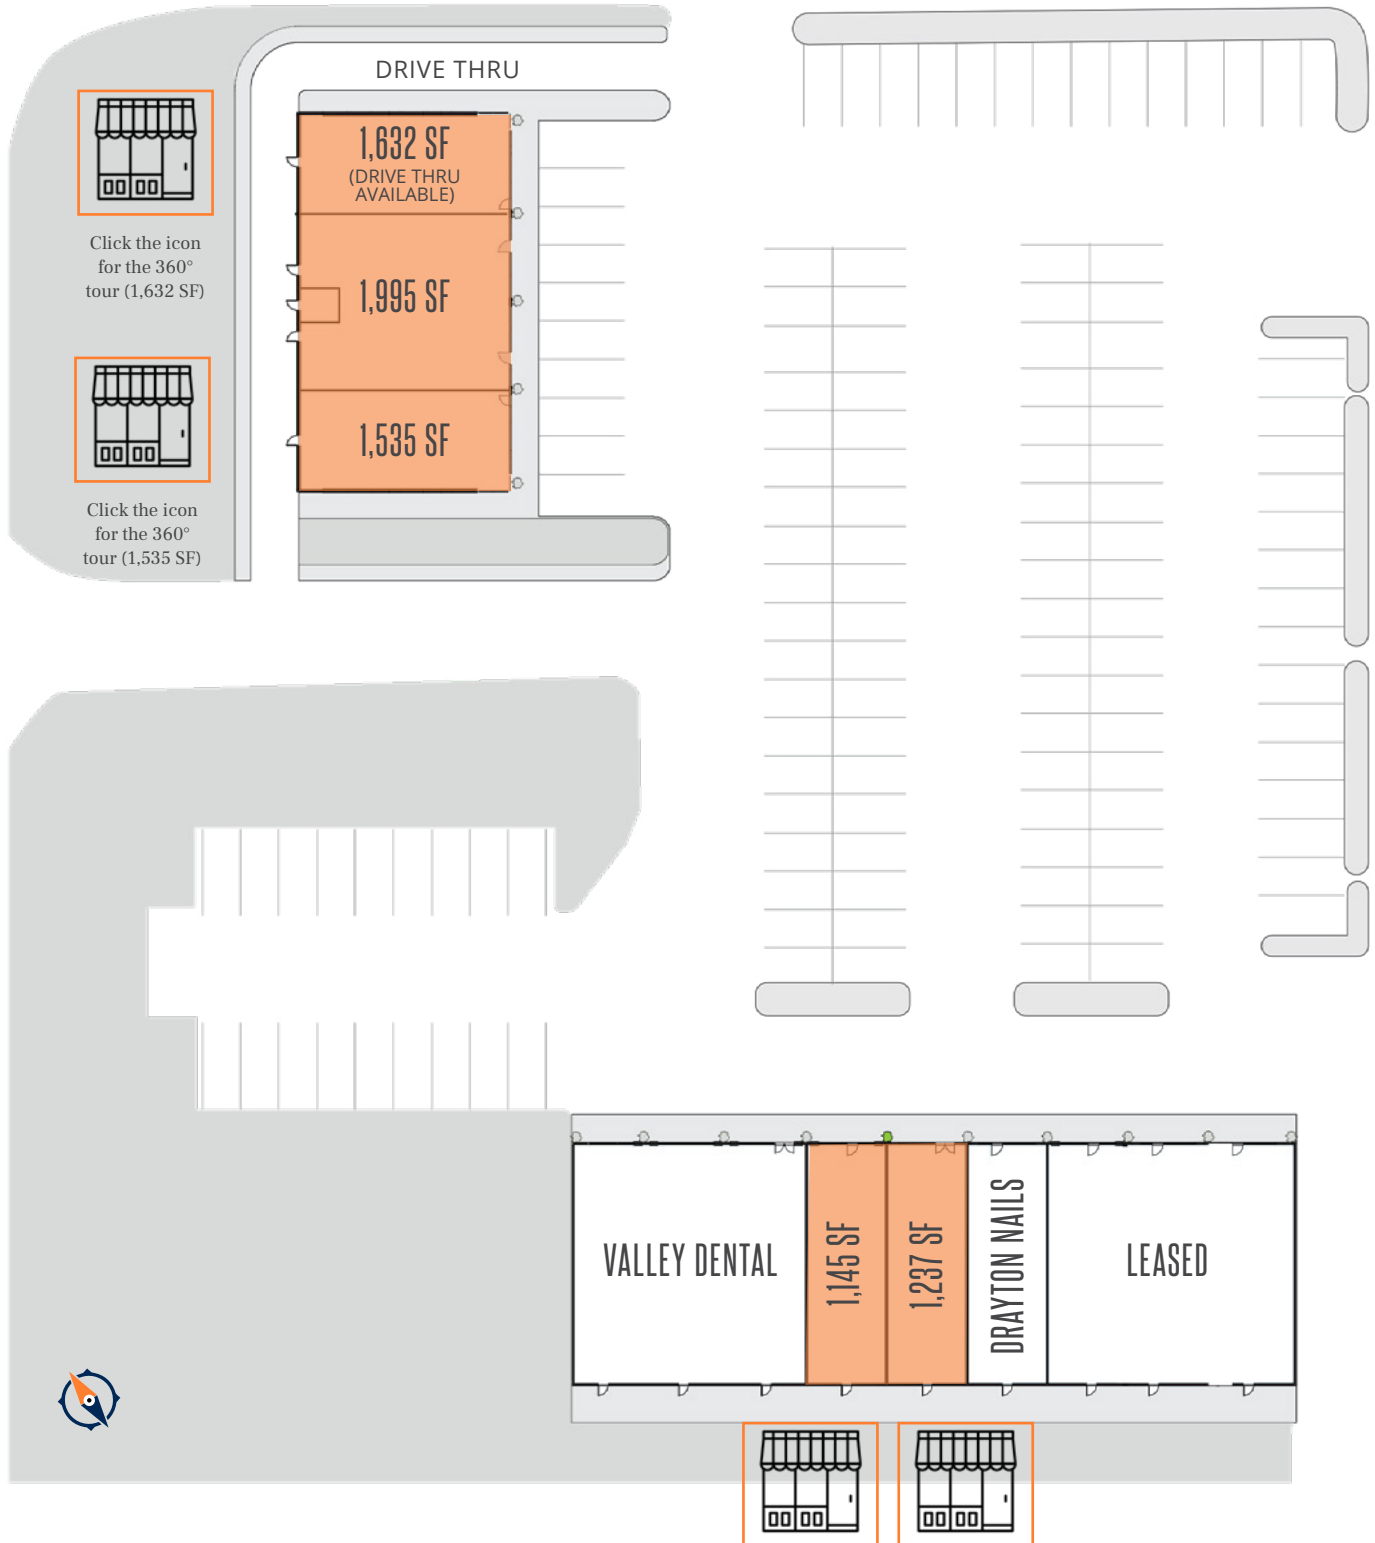 DRIVE THRU
1,632 SF
(DRIVE THRU
AVAILABLE)
1,995 SF
1,535 SF
Click the icon
for the 360°
tour (1,632 SF)
Click the icon
for the 360°
tour (1,535 SF)
VALLEY DENTAL
1,145 SF
1,237 SF
DRAYTON NAILS
LEASED